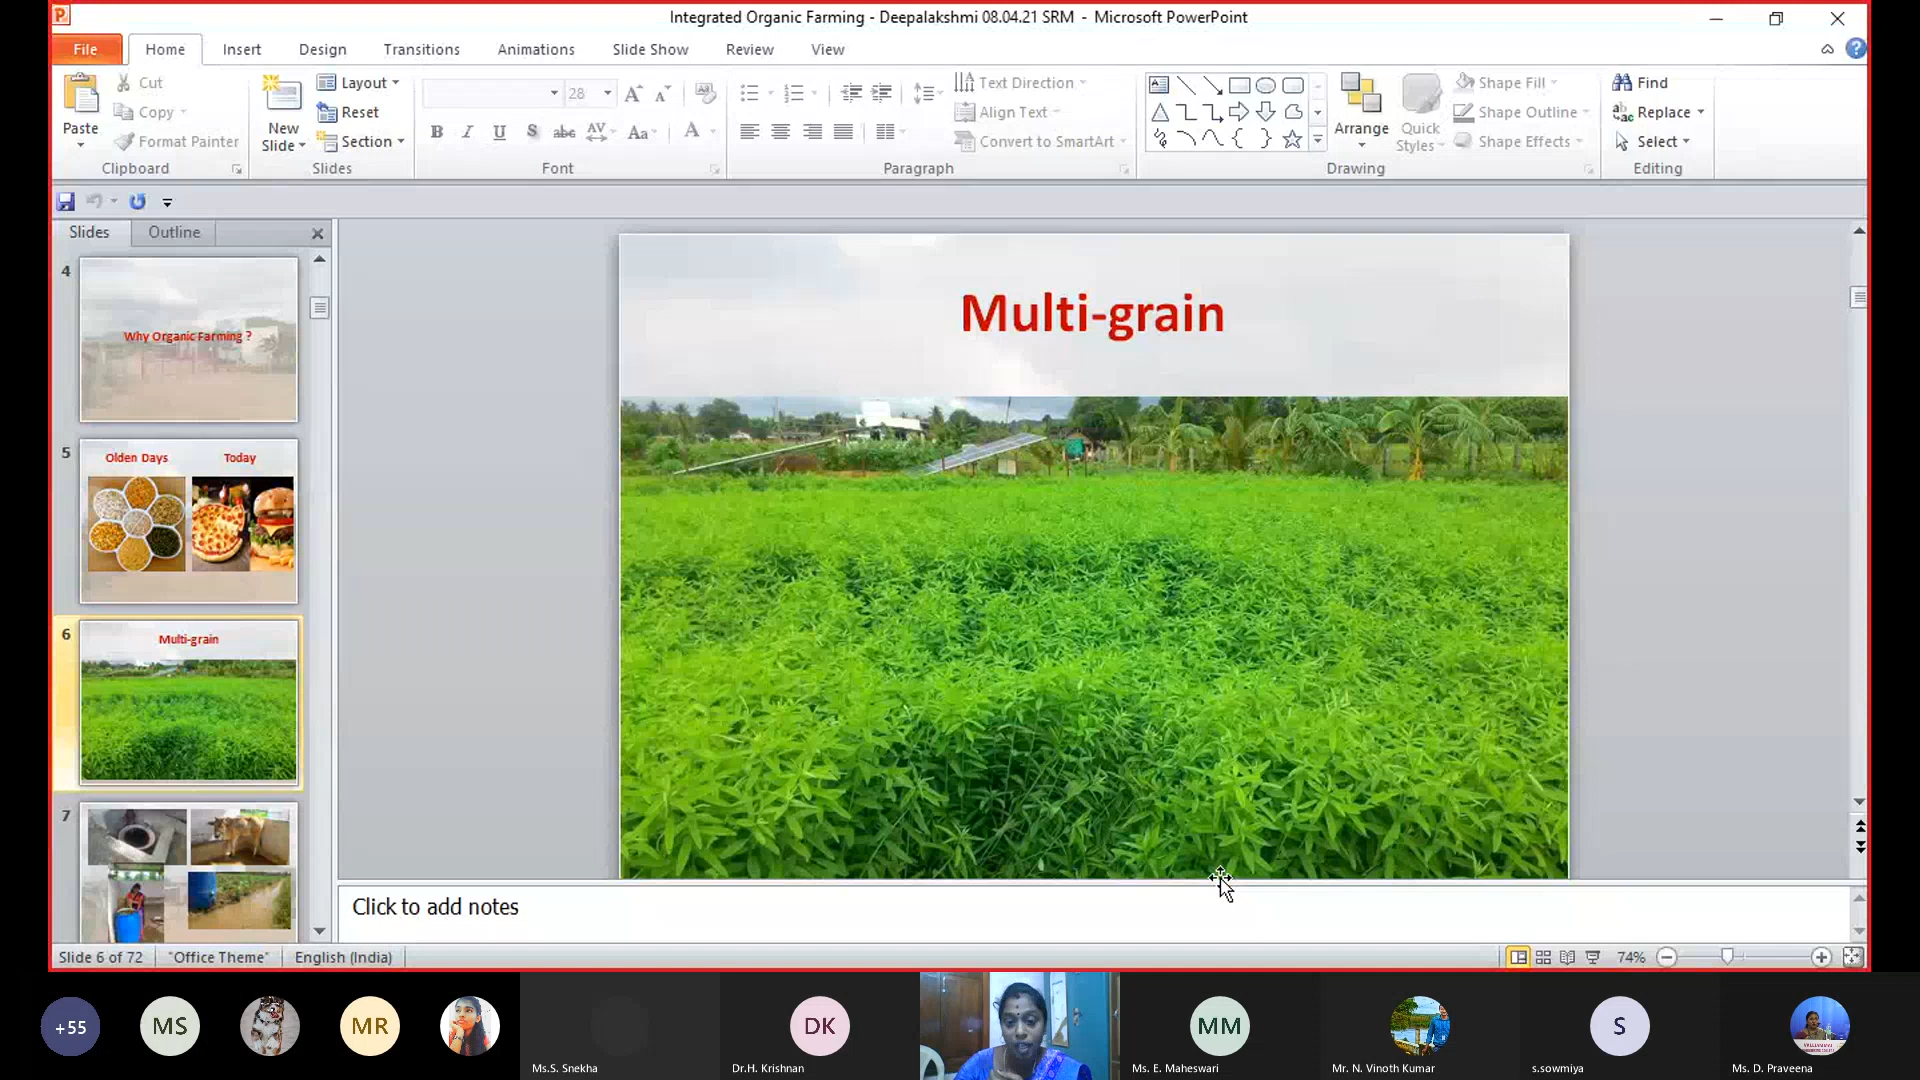 Integrated Organic Farming - Deepalakshmi 08.04.21 SRM - Microsoft PowerPoint
File Home Insert Design Transitions Animations Slide Show Review View
Paste
Cut
Copy
Format Painter
Clipboard
New Slide
Layout
Reset
Section
Slides
28
B I U S abc AV Aa A
Font
Text Direction
Align Text
Convert to SmartArt
Paragraph
Arrange
Quick Styles
Shape Fill
Shape Outline
Shape Effects
Drawing
Find
Replace
Select
Editing
Slides Outline
4
Why Organic Farming ?
5
Olden Days Today
6
Multi-grain
7
Multi-grain
Click to add notes
Slide 6 of 72 "Office Theme" English (India) 74%
+55 MS MR DK MM S
Ms.S. Snekha Dr.H. Krishnan Ms. E. Maheswari Mr. N. Vinoth Kumar s.sowmiya Ms. D. Praveena